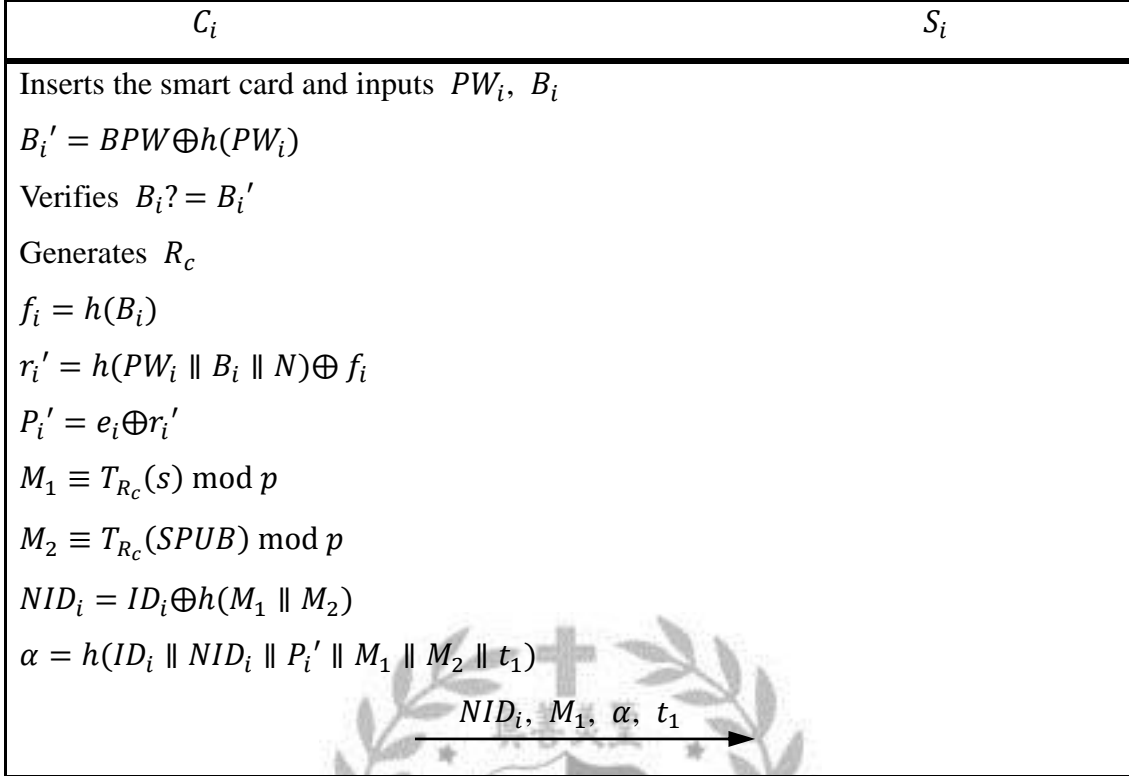 C_i S_i
Inserts the smart card and inputs PW_i, B_i
B_i' = BPW⊕h(PW_i)
Verifies B_i? = B_i'
Generates R_c
f_i = h(B_i)
r_i' = h(PW_i ∥ B_i ∥ N)⊕ f_i
P_i' = e_i⊕r_i'
M_1 ≡ T_{R_c}(s) mod p
M_2 ≡ T_{R_c}(SPUB) mod p
NID_i = ID_i⊕h(M_1 ∥ M_2)
α = h(ID_i ∥ NID_i ∥ P_i' ∥ M_1 ∥ M_2 ∥ t_1)
NID_i, M_1, α, t_1